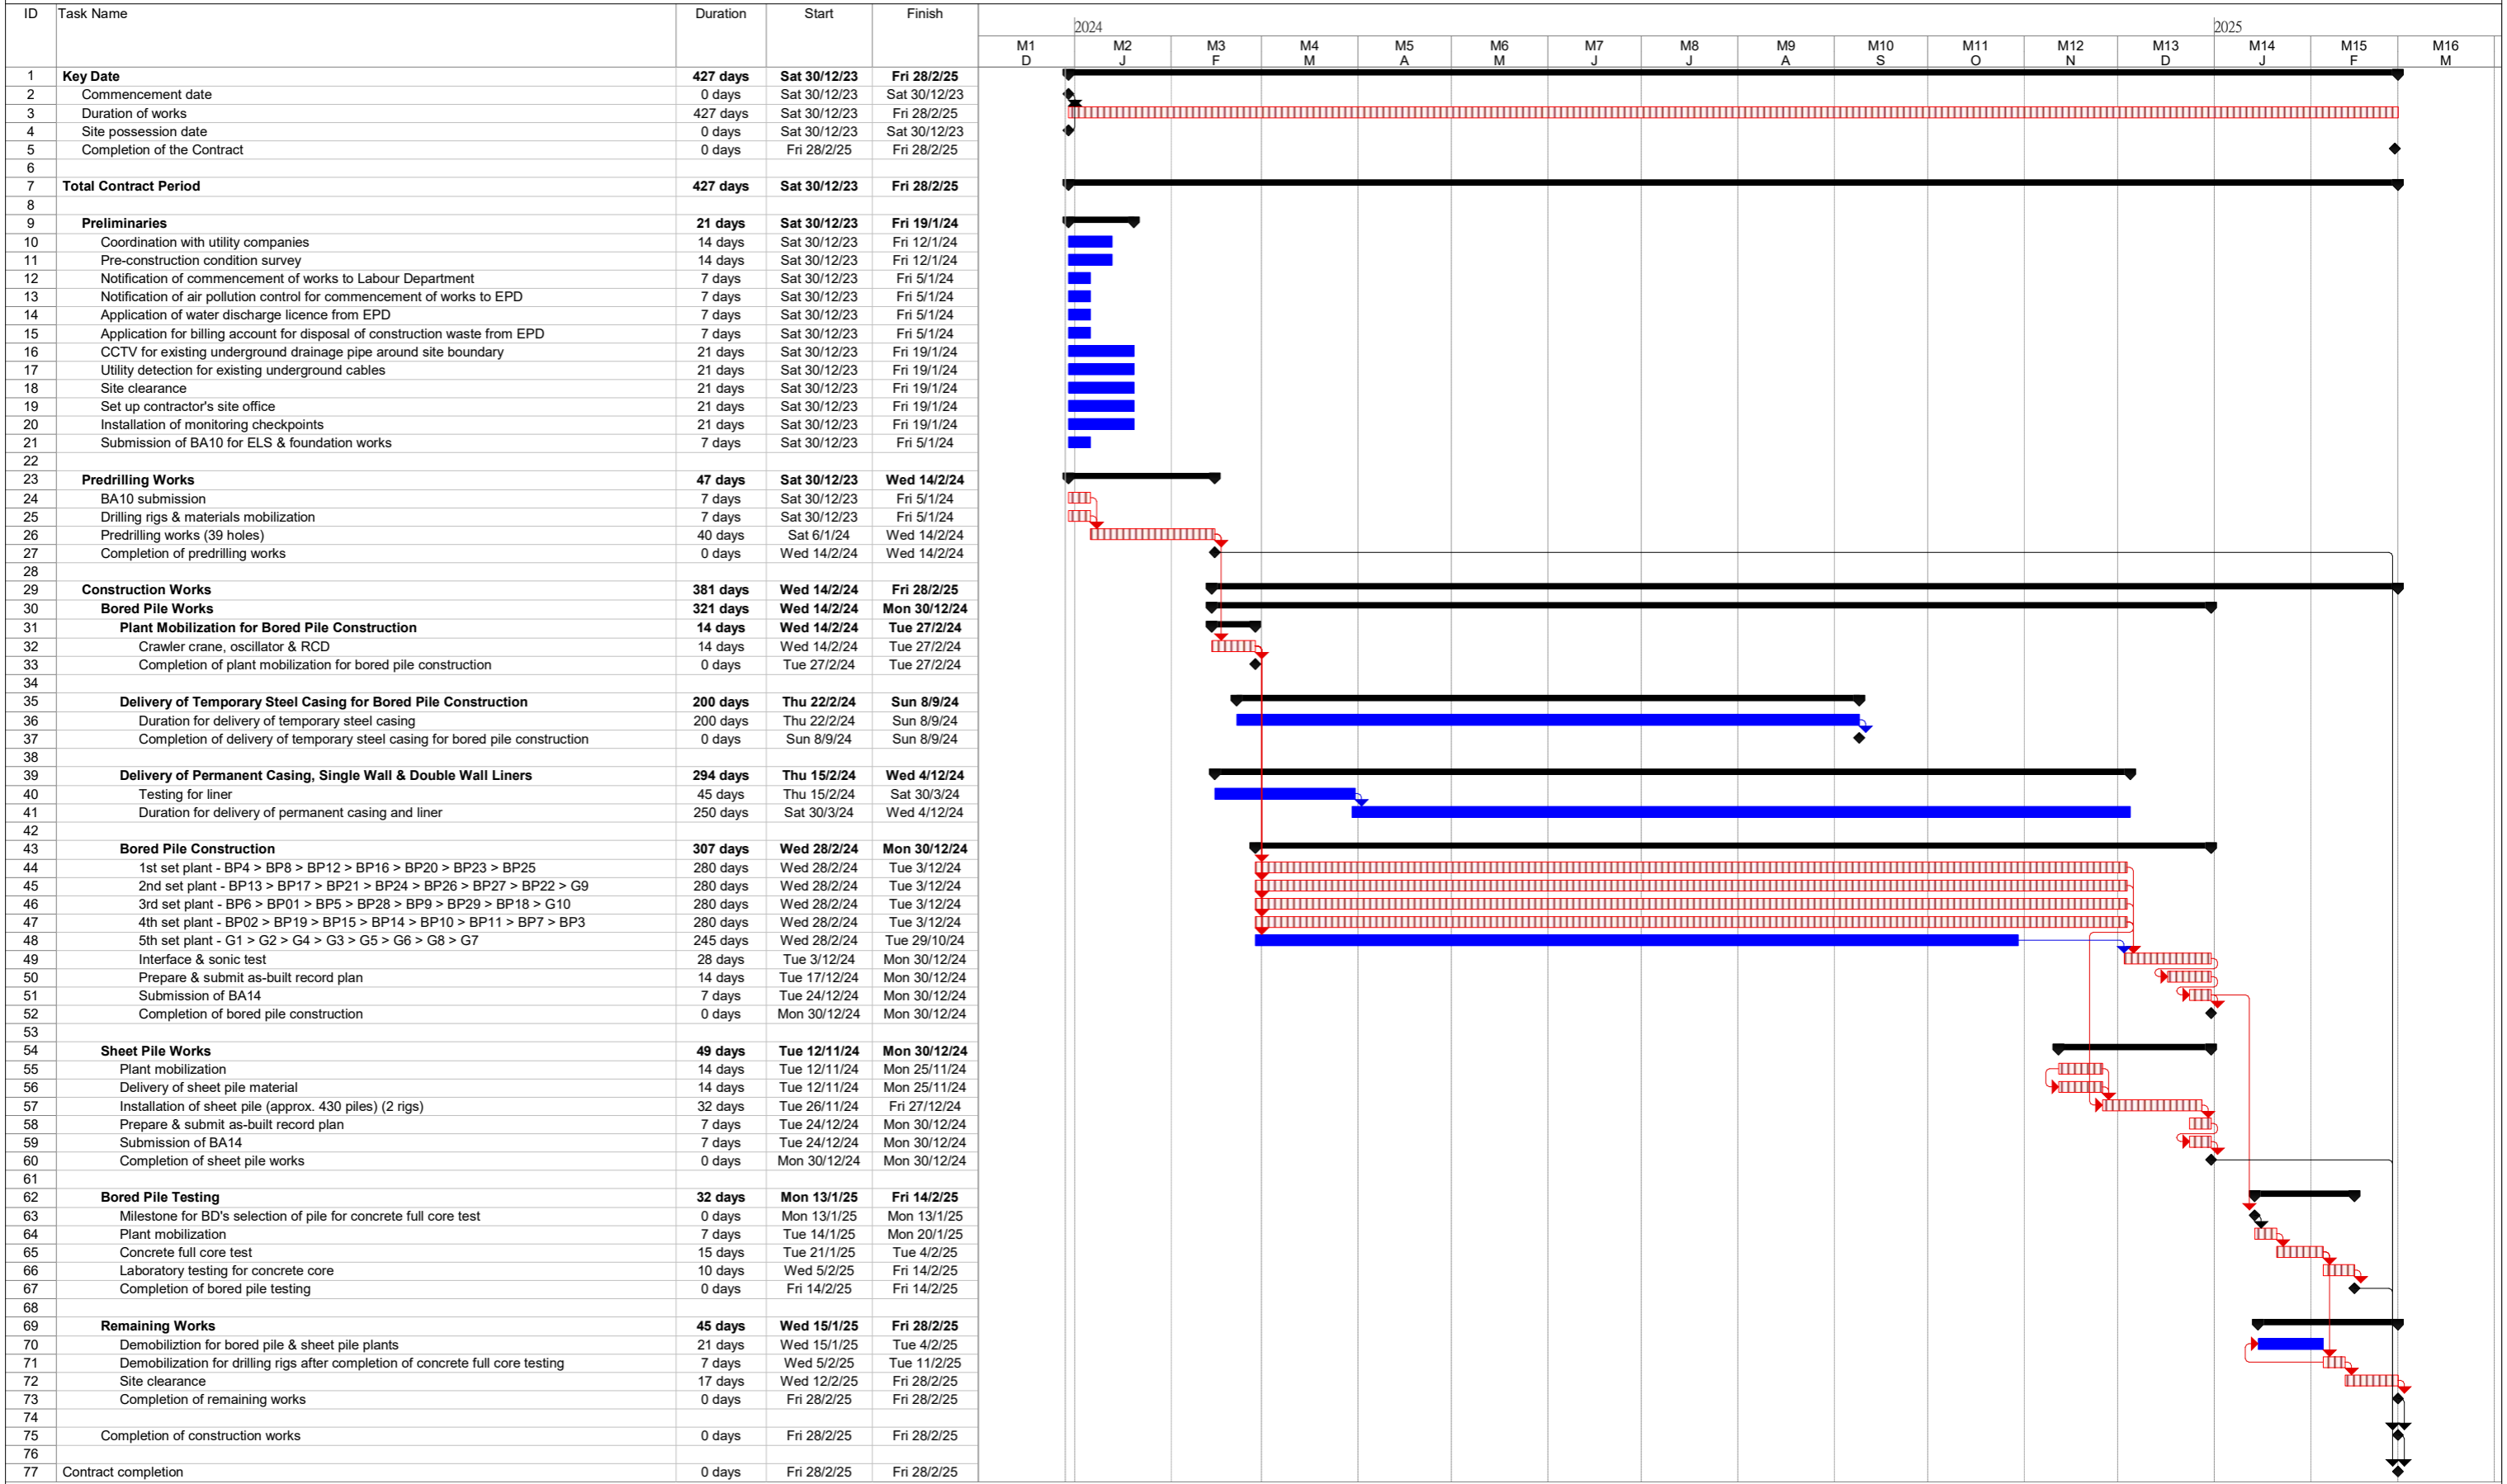 ID Task Name Duration Start Finish
2024 2025
M1 M2 M3 M4 M5 M6 M7 M8 M9 M10 M11 M12 M13 M14 M15 M16
D J F M A M J J A S O N D J F M
1 Key Date 427 days Sat 30/12/23 Fri 28/2/25
2 Commencement date 0 days Sat 30/12/23 Sat 30/12/23
3 Duration of works 427 days Sat 30/12/23 Fri 28/2/25
4 Site possession date 0 days Sat 30/12/23 Sat 30/12/23
5 Completion of the Contract 0 days Fri 28/2/25 Fri 28/2/25
6
7 Total Contract Period 427 days Sat 30/12/23 Fri 28/2/25
8
9 Preliminaries 21 days Sat 30/12/23 Fri 19/1/24
10 Coordination with utility companies 14 days Sat 30/12/23 Fri 12/1/24
11 Pre-construction condition survey 14 days Sat 30/12/23 Fri 12/1/24
12 Notification of commencement of works to Labour Department 7 days Sat 30/12/23 Fri 5/1/24
13 Notification of air pollution control for commencement of works to EPD 7 days Sat 30/12/23 Fri 5/1/24
14 Application of water discharge licence from EPD 7 days Sat 30/12/23 Fri 5/1/24
15 Application for billing account for disposal of construction waste from EPD 7 days Sat 30/12/23 Fri 5/1/24
16 CCTV for existing underground drainage pipe around site boundary 21 days Sat 30/12/23 Fri 19/1/24
17 Utility detection for existing underground cables 21 days Sat 30/12/23 Fri 19/1/24
18 Site clearance 21 days Sat 30/12/23 Fri 19/1/24
19 Set up contractor's site office 21 days Sat 30/12/23 Fri 19/1/24
20 Installation of monitoring checkpoints 21 days Sat 30/12/23 Fri 19/1/24
21 Submission of BA10 for ELS & foundation works 7 days Sat 30/12/23 Fri 5/1/24
22
23 Predrilling Works 47 days Sat 30/12/23 Wed 14/2/24
24 BA10 submission 7 days Sat 30/12/23 Fri 5/1/24
25 Drilling rigs & materials mobilization 7 days Sat 30/12/23 Fri 5/1/24
26 Predrilling works (39 holes) 40 days Sat 6/1/24 Wed 14/2/24
27 Completion of predrilling works 0 days Wed 14/2/24 Wed 14/2/24
28
29 Construction Works 381 days Wed 14/2/24 Fri 28/2/25
30 Bored Pile Works 321 days Wed 14/2/24 Mon 30/12/24
31 Plant Mobilization for Bored Pile Construction 14 days Wed 14/2/24 Tue 27/2/24
32 Crawler crane, oscillator & RCD 14 days Wed 14/2/24 Tue 27/2/24
33 Completion of plant mobilization for bored pile construction 0 days Tue 27/2/24 Tue 27/2/24
34
35 Delivery of Temporary Steel Casing for Bored Pile Construction 200 days Thu 22/2/24 Sun 8/9/24
36 Duration for delivery of temporary steel casing 200 days Thu 22/2/24 Sun 8/9/24
37 Completion of delivery of temporary steel casing for bored pile construction 0 days Sun 8/9/24 Sun 8/9/24
38
39 Delivery of Permanent Casing, Single Wall & Double Wall Liners 294 days Thu 15/2/24 Wed 4/12/24
40 Testing for liner 45 days Thu 15/2/24 Sat 30/3/24
41 Duration for delivery of permanent casing and liner 250 days Sat 30/3/24 Wed 4/12/24
42
43 Bored Pile Construction 307 days Wed 28/2/24 Mon 30/12/24
44 1st set plant - BP4 > BP8 > BP12 > BP16 > BP20 > BP23 > BP25 280 days Wed 28/2/24 Tue 3/12/24
45 2nd set plant - BP13 > BP17 > BP21 > BP24 > BP26 > BP27 > BP22 > G9 280 days Wed 28/2/24 Tue 3/12/24
46 3rd set plant - BP6 > BP01 > BP5 > BP28 > BP9 > BP29 > BP18 > G10 280 days Wed 28/2/24 Tue 3/12/24
47 4th set plant - BP02 > BP19 > BP15 > BP14 > BP10 > BP11 > BP7 > BP3 280 days Wed 28/2/24 Tue 3/12/24
48 5th set plant - G1 > G2 > G4 > G3 > G5 > G6 > G8 > G7 245 days Wed 28/2/24 Tue 29/10/24
49 Interface & sonic test 28 days Tue 3/12/24 Mon 30/12/24
50 Prepare & submit as-built record plan 14 days Tue 17/12/24 Mon 30/12/24
51 Submission of BA14 7 days Tue 24/12/24 Mon 30/12/24
52 Completion of bored pile construction 0 days Mon 30/12/24 Mon 30/12/24
53
54 Sheet Pile Works 49 days Tue 12/11/24 Mon 30/12/24
55 Plant mobilization 14 days Tue 12/11/24 Mon 25/11/24
56 Delivery of sheet pile material 14 days Tue 12/11/24 Mon 25/11/24
57 Installation of sheet pile (approx. 430 piles) (2 rigs) 32 days Tue 26/11/24 Fri 27/12/24
58 Prepare & submit as-built record plan 7 days Tue 24/12/24 Mon 30/12/24
59 Submission of BA14 7 days Tue 24/12/24 Mon 30/12/24
60 Completion of sheet pile works 0 days Mon 30/12/24 Mon 30/12/24
61
62 Bored Pile Testing 32 days Mon 13/1/25 Fri 14/2/25
63 Milestone for BD's selection of pile for concrete full core test 0 days Mon 13/1/25 Mon 13/1/25
64 Plant mobilization 7 days Tue 14/1/25 Mon 20/1/25
65 Concrete full core test 15 days Tue 21/1/25 Tue 4/2/25
66 Laboratory testing for concrete core 10 days Wed 5/2/25 Fri 14/2/25
67 Completion of bored pile testing 0 days Fri 14/2/25 Fri 14/2/25
68
69 Remaining Works 45 days Wed 15/1/25 Fri 28/2/25
70 Demobiliztion for bored pile & sheet pile plants 21 days Wed 15/1/25 Tue 4/2/25
71 Demobilization for drilling rigs after completion of concrete full core testing 7 days Wed 5/2/25 Tue 11/2/25
72 Site clearance 17 days Wed 12/2/25 Fri 28/2/25
73 Completion of remaining works 0 days Fri 28/2/25 Fri 28/2/25
74
75 Completion of construction works 0 days Fri 28/2/25 Fri 28/2/25
76
77 Contract completion 0 days Fri 28/2/25 Fri 28/2/25